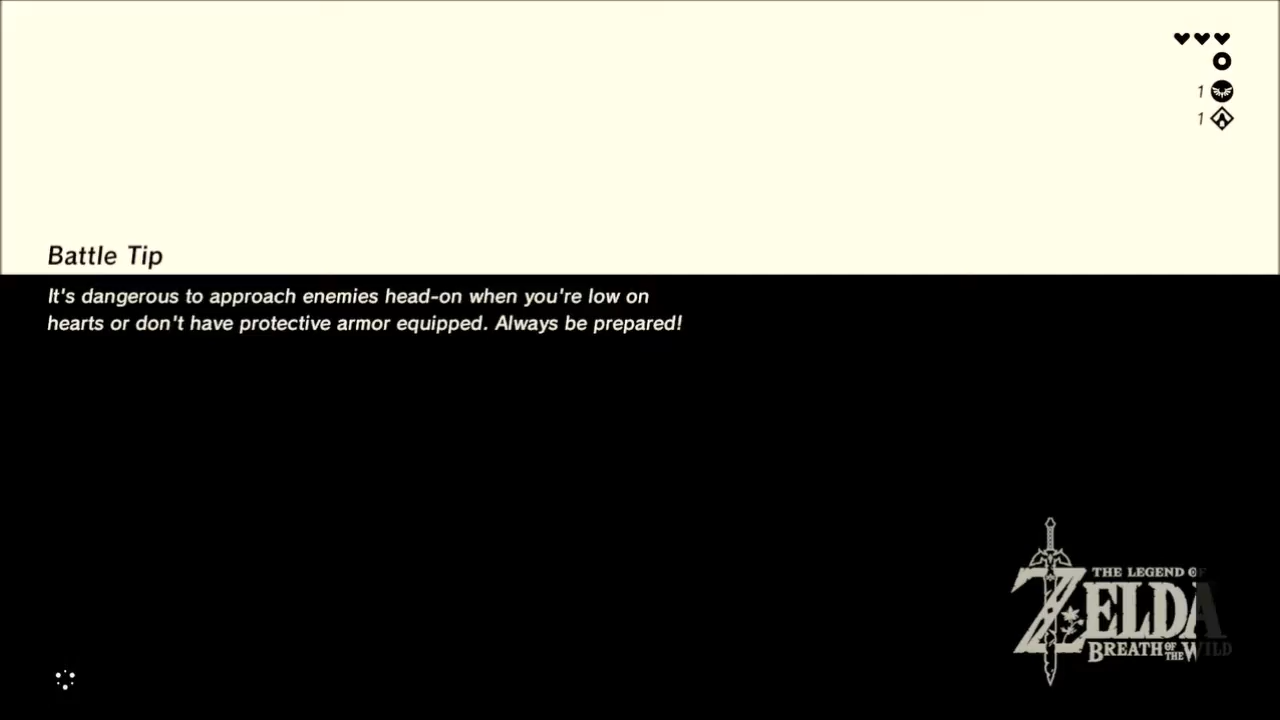 1
1
Battle Tip
It's dangerous to approach enemies head-on when you're low on
hearts or don't have protective armor equipped. Always be prepared!
THE LEGEND OF
ZELDA
BREATH OF THE WILD